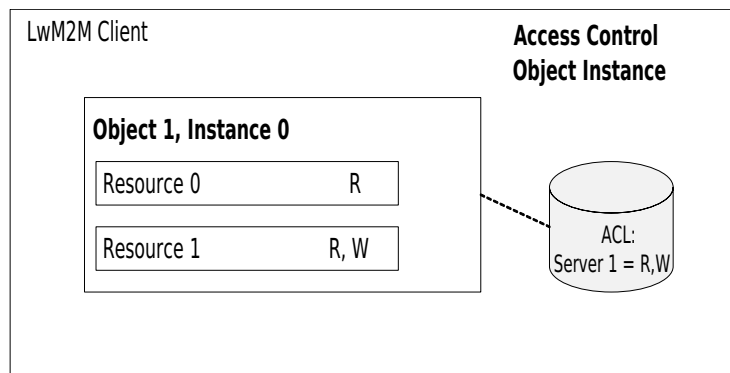 LwM2M Client
Access Control
Object Instance
Object 1, Instance 0
Resource 0 R
Resource 1 R, W
ACL:
Server 1 = R,W